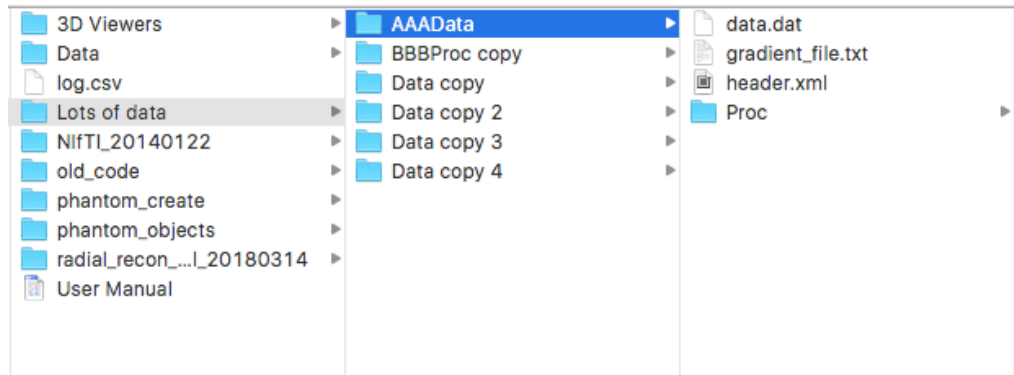 3D Viewers
Data
log.csv
Lots of data
NIfTI_20140122
old_code
phantom_create
phantom_objects
radial_recon_...l_20180314
User Manual
AAAData
BBBProc copy
Data copy
Data copy 2
Data copy 3
Data copy 4
data.dat
gradient_file.txt
header.xml
Proc